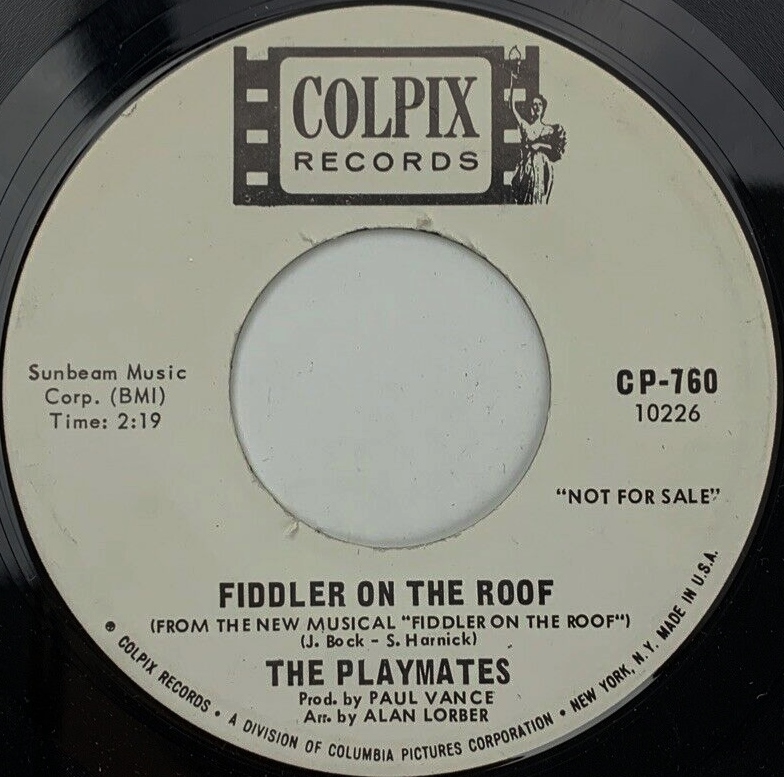 COLPIX
RECORDS
Sunbeam Music
Corp. (BMI)
Time: 2:19
CP-760
10226
“NOT FOR SALE”
FIDDLER ON THE ROOF
(FROM THE NEW MUSICAL "FIDDLER ON THE ROOF")
(J. Bock - S. Harnick)
THE PLAYMATES
Prod. by PAUL VANCE
Arr. by ALAN LORBER
® COLPIX RECORDS • A DIVISION OF COLUMBIA PICTURES CORPORATION • NEW YORK, N.Y. MADE IN U.S.A.